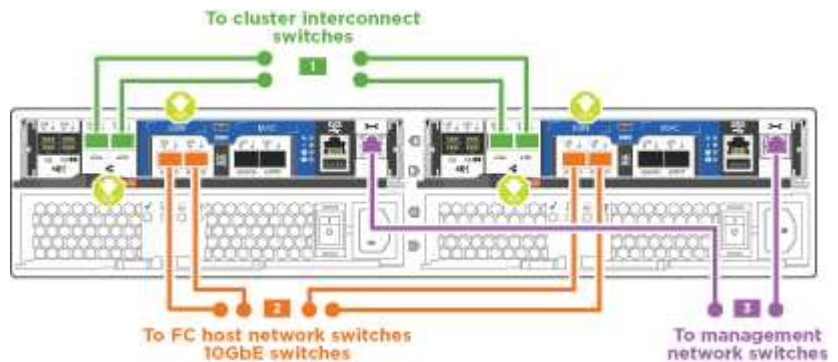 To cluster interconnect
switches
1
2
3
To FC host network switches
10GbE switches
To management
network switches